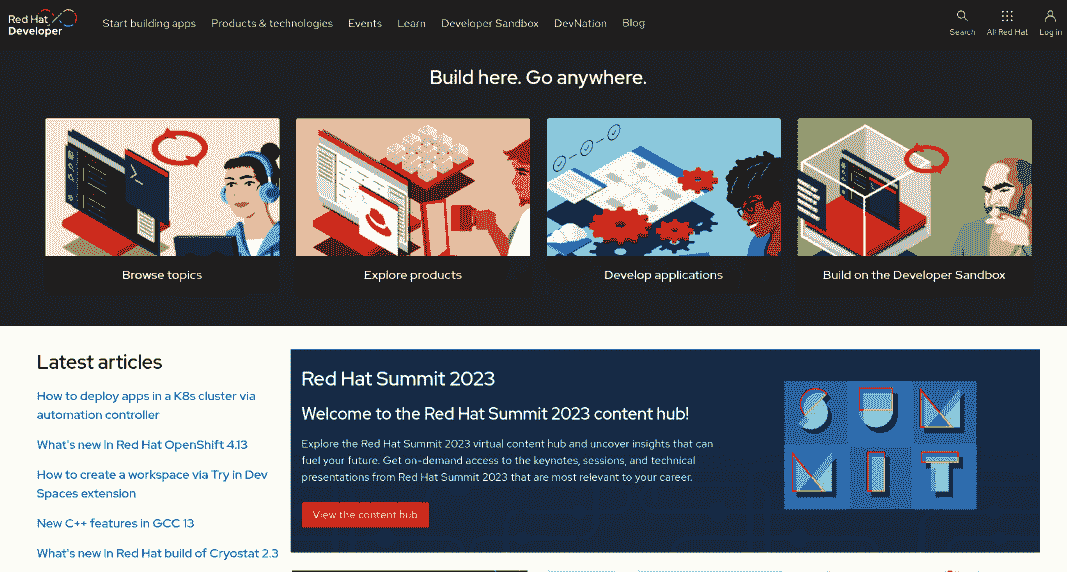 Red Hat
Developer
Start building apps
Products & technologies
Events
Learn
Developer Sandbox
DevNation
Blog
Search
All Red Hat
Log in
Build here. Go anywhere.
Browse topics
Explore products
Develop applications
Build on the Developer Sandbox
Latest articles
How to deploy apps in a K8s cluster via
automation controller
What's new in Red Hat OpenShift 4.13
How to create a workspace via Try in Dev
Spaces extension
New C++ features in GCC 13
What's new in Red Hat build of Cryostat 2.3
Red Hat Summit 2023
Welcome to the Red Hat Summit 2023 content hub!
Explore the Red Hat Summit 2023 virtual content hub and uncover insights that can
fuel your future. Get on-demand access to the keynotes, sessions, and technical
presentations from Red Hat Summit 2023 that are most relevant to your career.
View the content hub
SUM
MIT